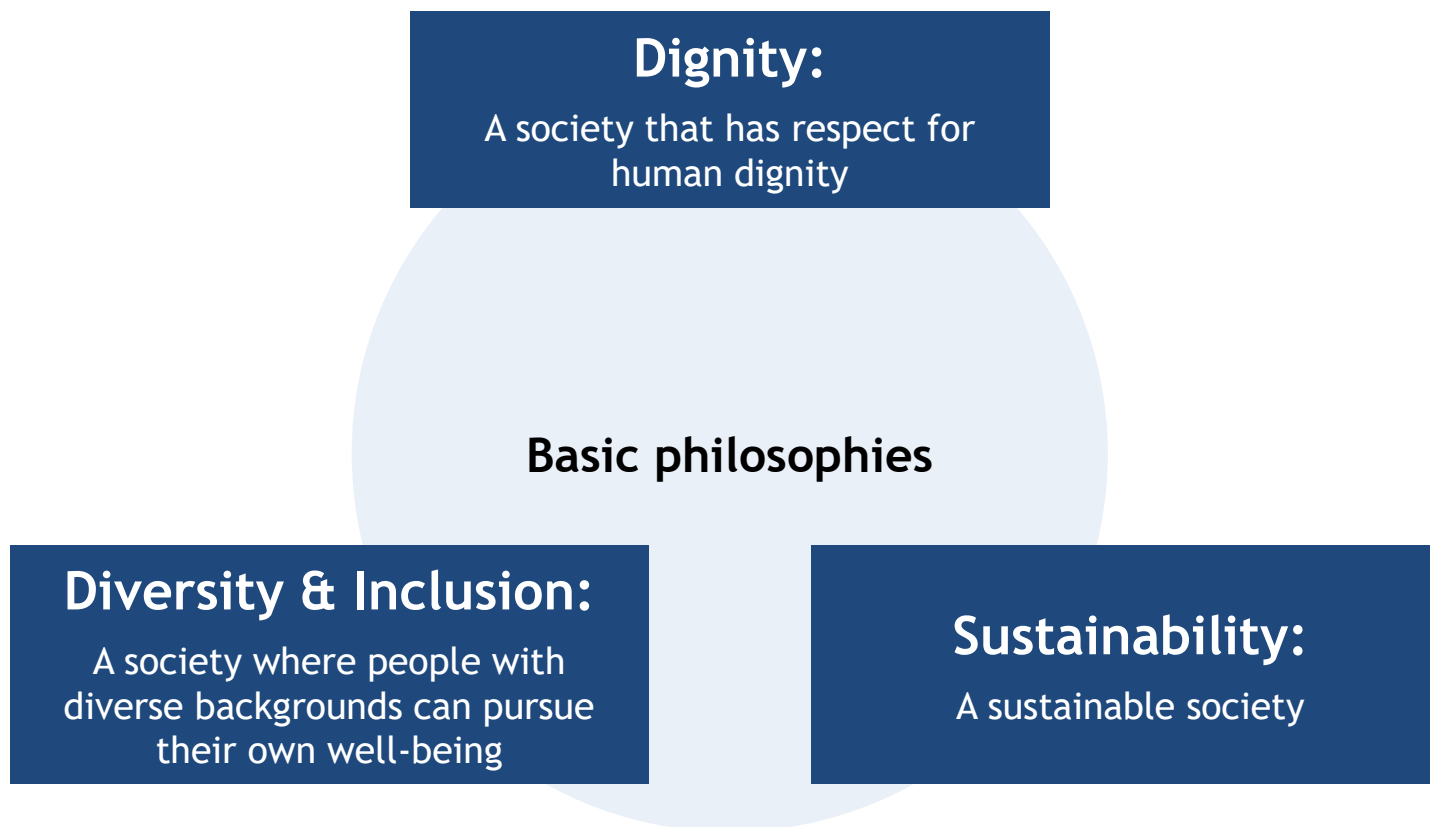 Dignity:
A society that has respect for
human dignity
Basic philosophies
Diversity & Inclusion:
A society where people with
diverse backgrounds can pursue
their own well-being
Sustainability:
A sustainable society